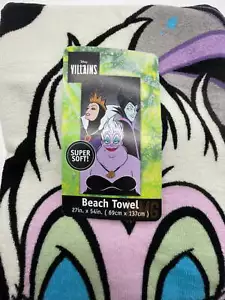 Disney
VILLAINS
SUPER
SOFT!
Beach Towel
27in. x 54in. ( 69cm x 137cm )